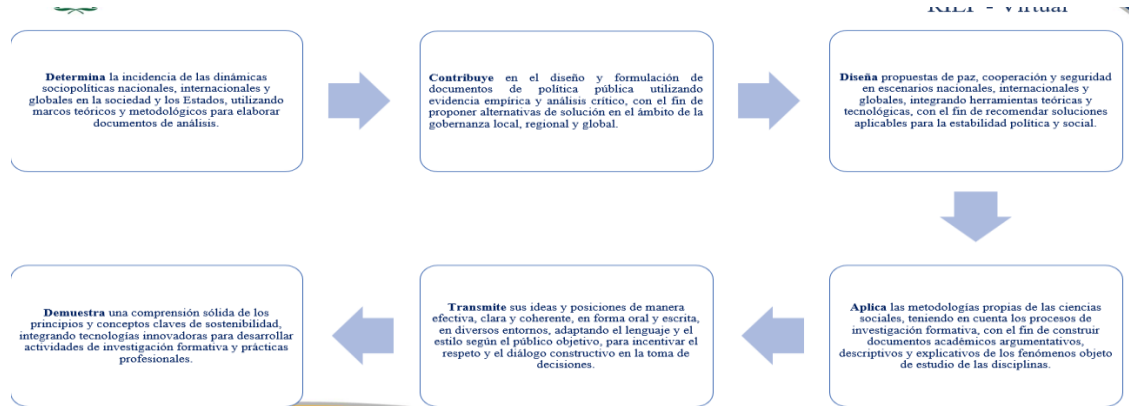 RIEP - Virtual
Determina la incidencia de las dinámicas
sociopolíticas nacionales, internacionales y
globales en la sociedad y los Estados, utilizando
marcos teóricos y metodológicos para elaborar
documentos de análisis.
Contribuye en el diseño y formulación de
documentos de política pública utilizando
evidencia empírica y análisis crítico, con el fin de
proponer alternativas de solución en el ámbito de la
gobernanza local, regional y global.
Diseña propuestas de paz, cooperación y seguridad
en escenarios nacionales, internacionales y
globales, integrando herramientas teóricas y
tecnológicas, con el fin de recomendar soluciones
aplicables para la estabilidad política y social.
Aplica las metodologías propias de las ciencias
sociales, teniendo en cuenta los procesos de
investigación formativa, con el fin de construir
documentos académicos argumentativos,
descriptivos y explicativos de los fenómenos objeto
de estudio de las disciplinas.
Transmite sus ideas y posiciones de manera
efectiva, clara y coherente, en forma oral y escrita,
en diversos entornos, adaptando el lenguaje y el
estilo según el público objetivo, para incentivar el
respeto y el diálogo constructivo en la toma de
decisiones.
Demuestra una comprensión sólida de los
principios y conceptos claves de sostenibilidad,
integrando tecnologías innovadoras para desarrollar
actividades de investigación formativa y prácticas
profesionales.